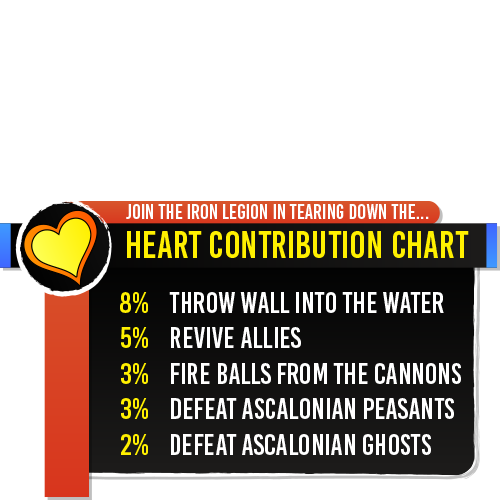 JOIN THE IRON LEGION IN TEARING DOWN THE...
HEART CONTRIBUTION CHART
8% THROW WALL INTO THE WATER
5% REVIVE ALLIES
3% FIRE BALLS FROM THE CANNONS
3% DEFEAT ASCALONIAN PEASANTS
2% DEFEAT ASCALONIAN GHOSTS